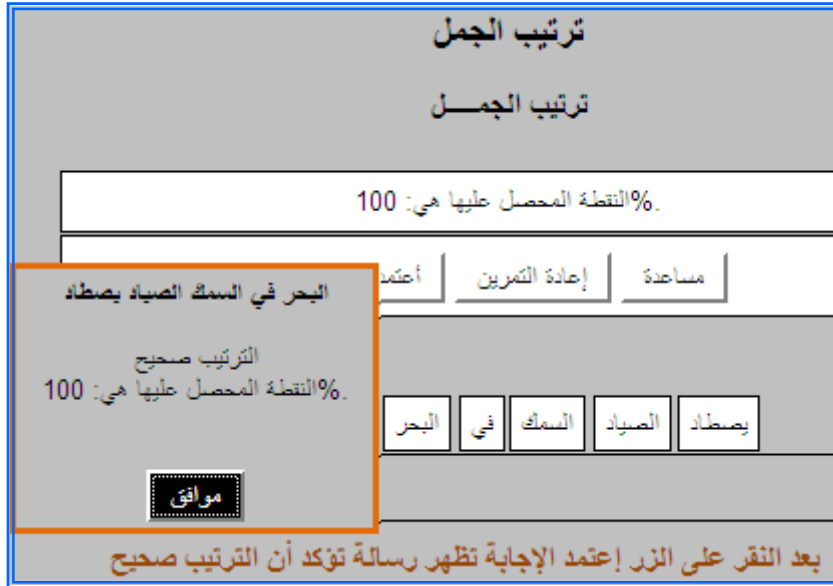 ترتيب الجمل
ترتيب الجمــــل
النقطة المحصل عليها هي: 100%.
مساعدة إعادة التمرين أعتمد
البحر في السمك الصياد يصطاد
الترتيب صحيح
النقطة المحصل عليها هي: 100%.
موافق
يصطاد الصياد السمك في البحر
بعد النقر على الزر إعتمد الإجابة تظهر رسالة تؤكد أن الترتيب صحيح